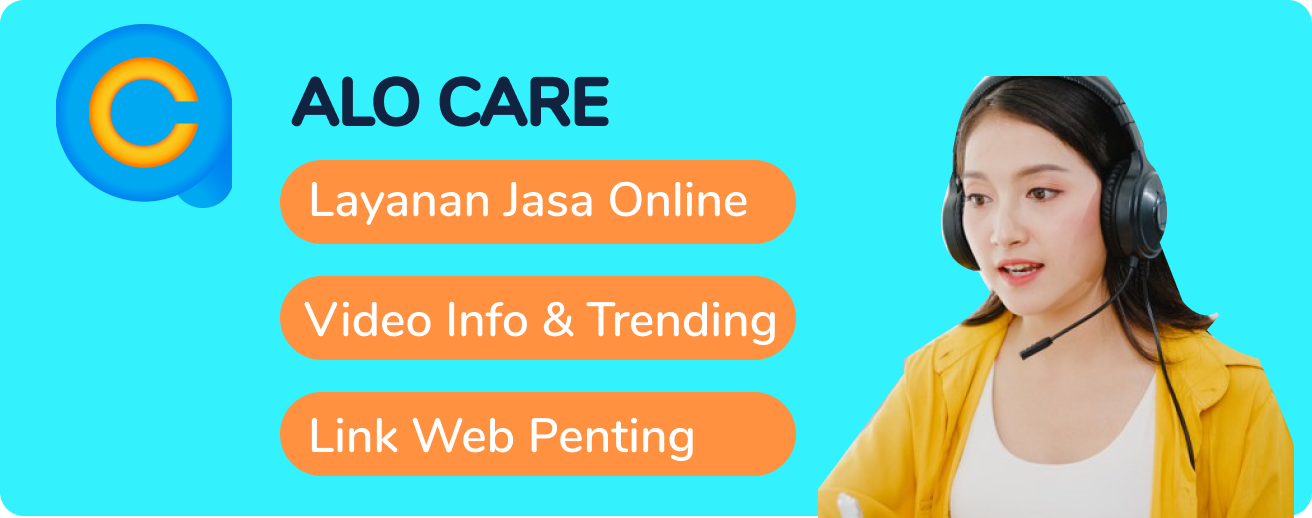 ALO CARE
Layanan Jasa Online
Video Info & Trending
Link Web Penting